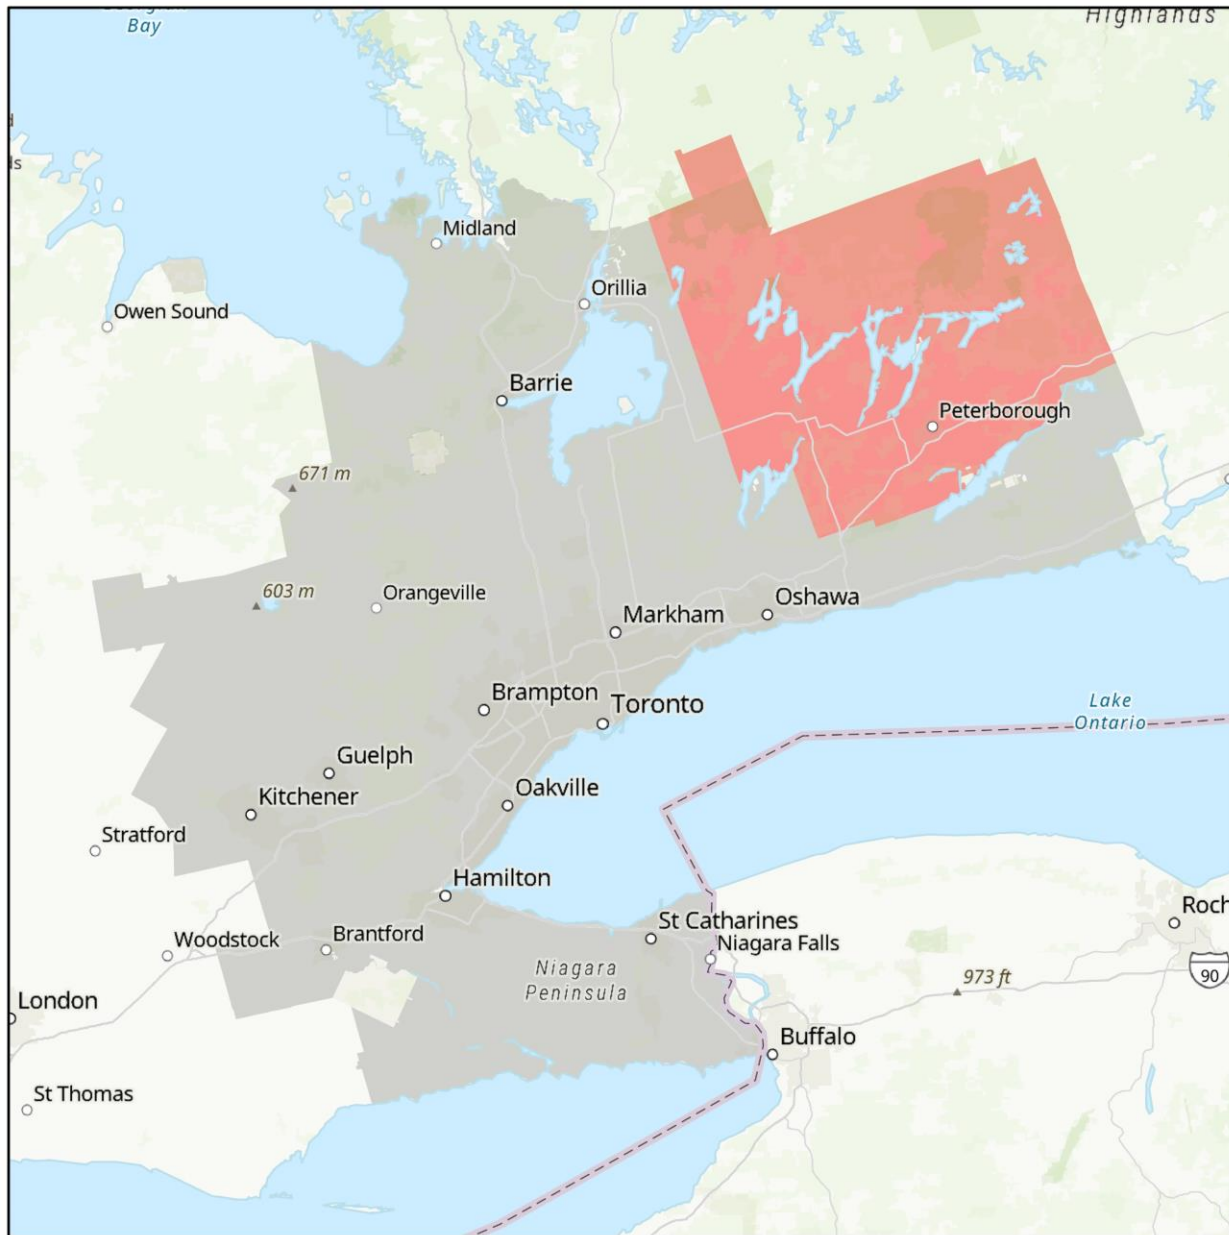 Bay
Highlands
Midland
Owen Sound
Orillia
Barrie
Peterborough
671 m
603 m
Orangeville
Markham
Oshawa
Brampton
Toronto
Lake
Ontario
Guelph
Kitchener
Oakville
Stratford
Hamilton
St Catharines
Roch
Woodstock
Brantford
Niagara Falls
Niagara
Peninsula
973 ft
90
London
Buffalo
St Thomas